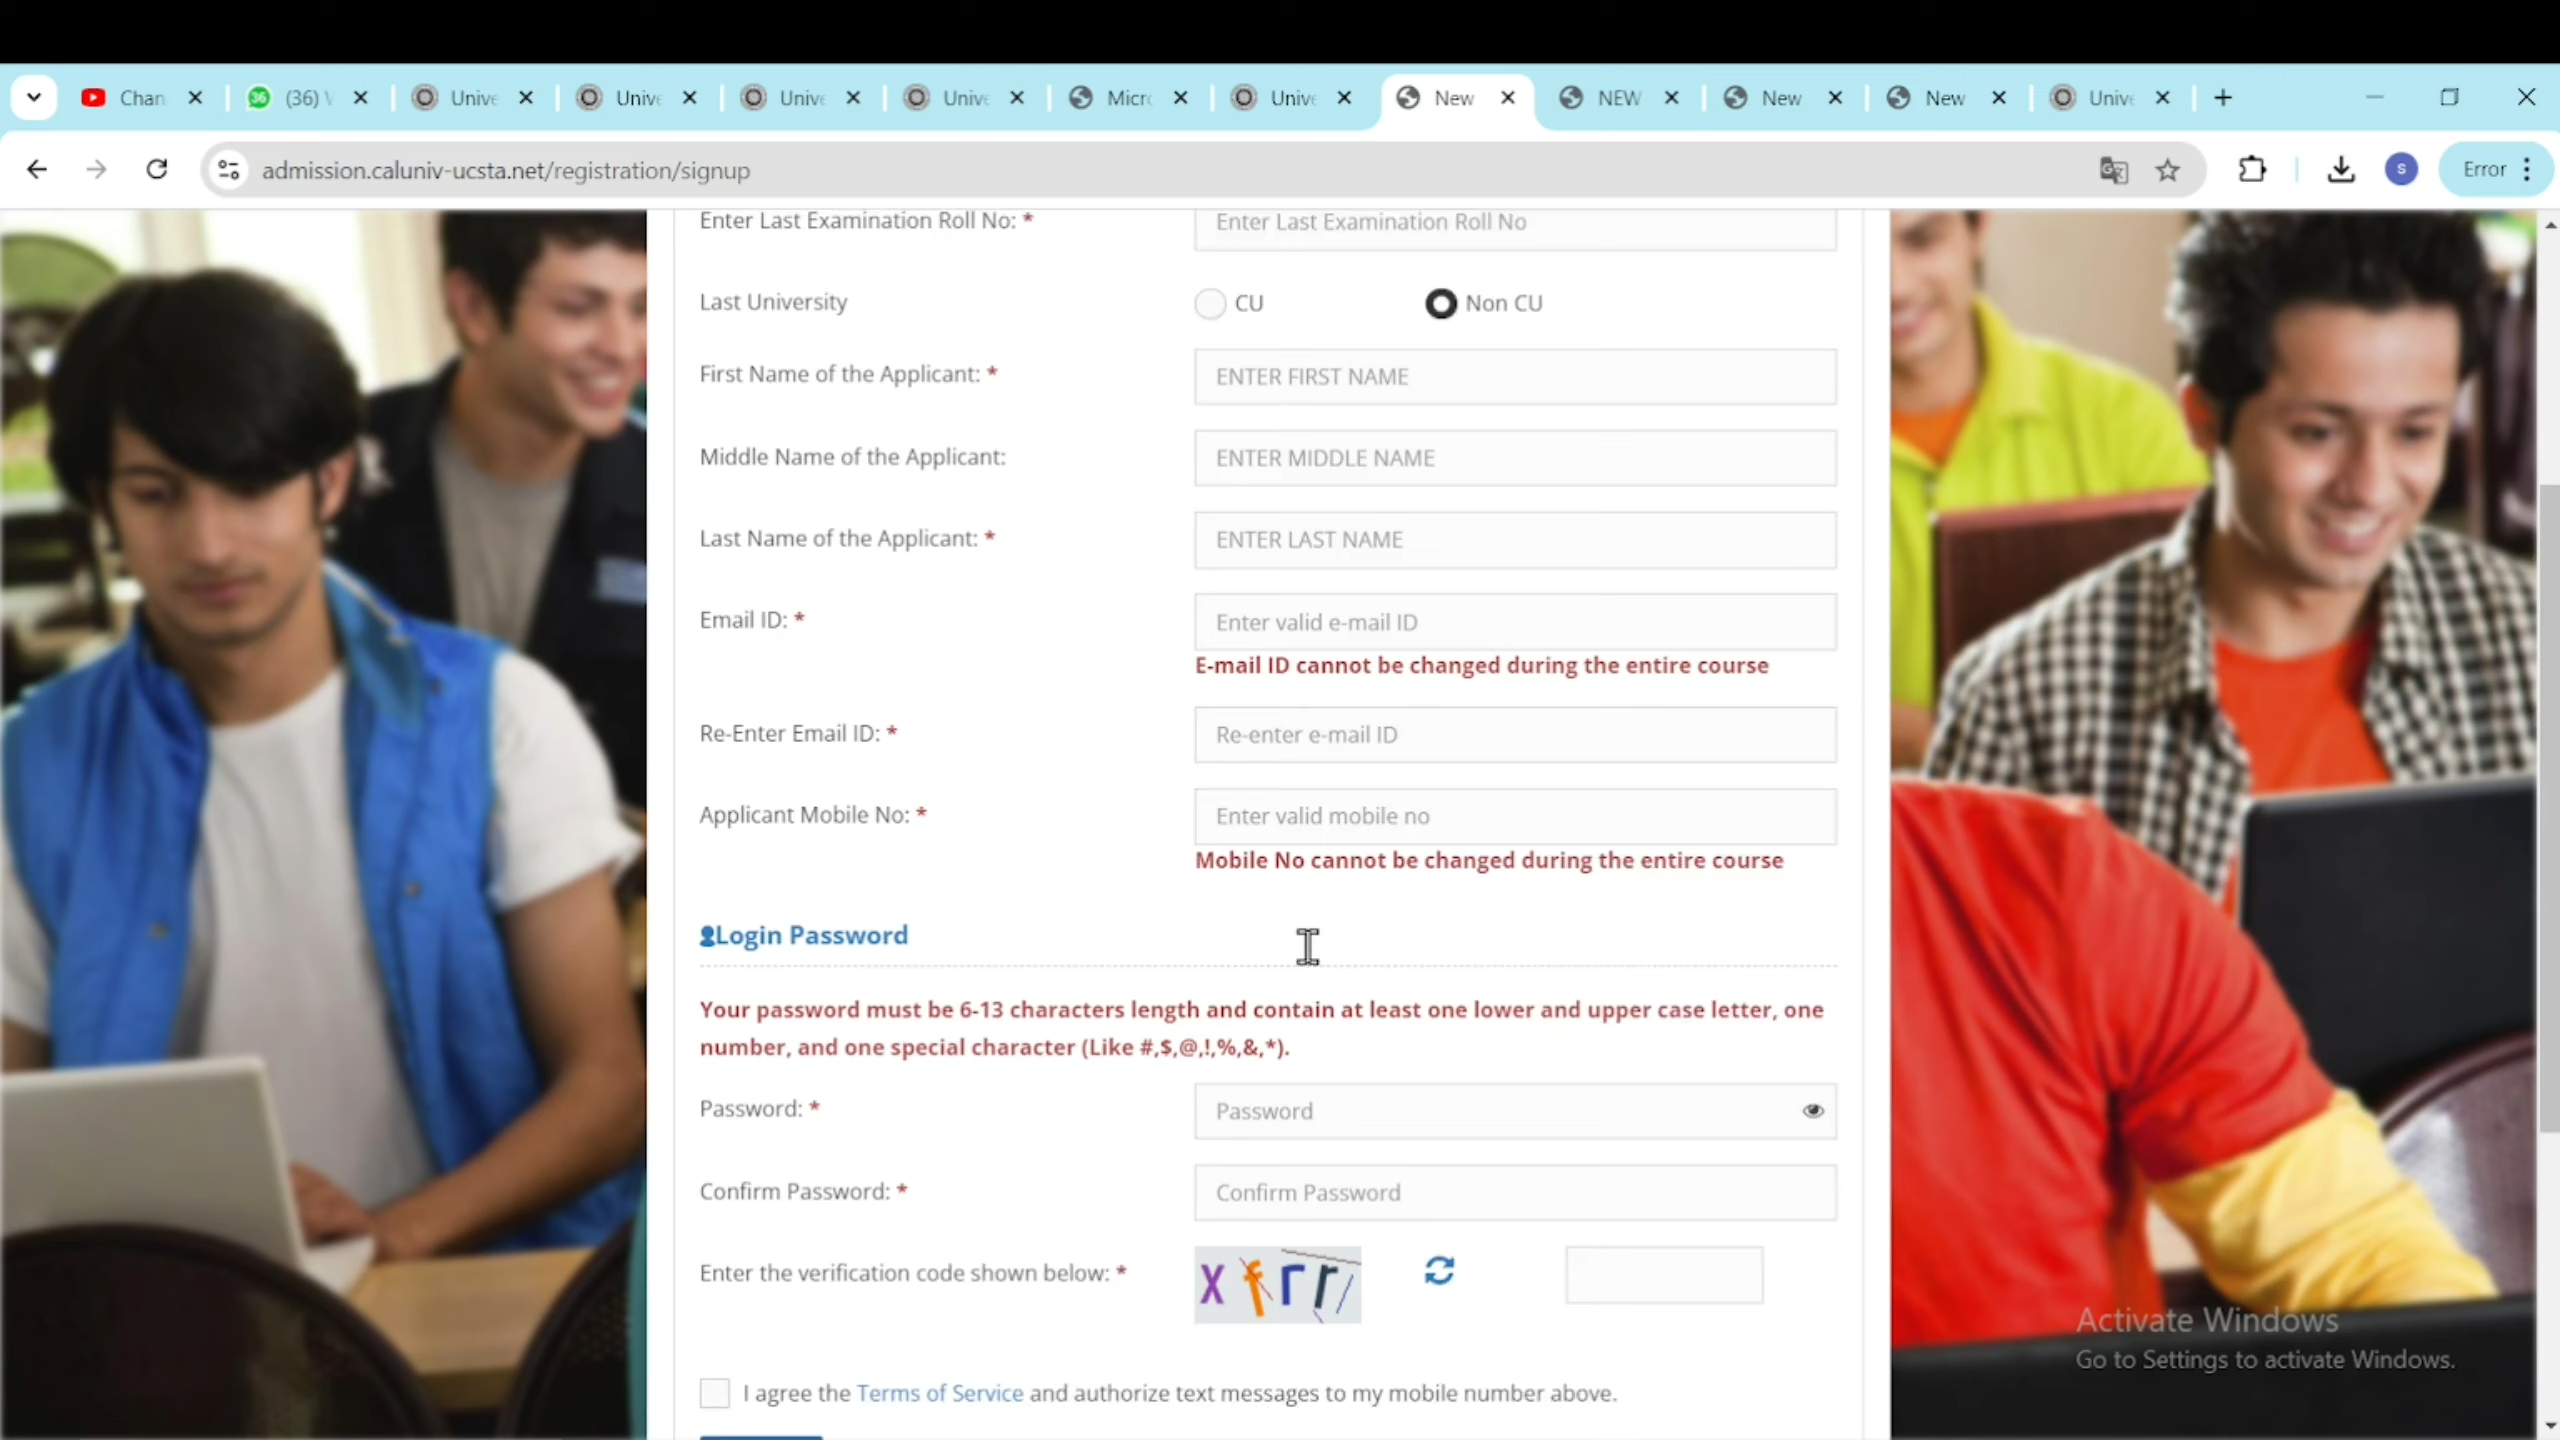 Chan
(36) V
Unive
Unive
Unive
Unive
Micro
Unive
New
NEW
New
New
Unive
admission.caluniv-ucsta.net/registration/signup
S
Error
Enter Last Examination Roll No: *
Enter Last Examination Roll No
Last University
CU
Non CU
First Name of the Applicant: *
ENTER FIRST NAME
Middle Name of the Applicant:
ENTER MIDDLE NAME
Last Name of the Applicant: *
ENTER LAST NAME
Email ID: *
Enter valid e-mail ID
E-mail ID cannot be changed during the entire course
Re-Enter Email ID: *
Re-enter e-mail ID
Applicant Mobile No: *
Enter valid mobile no
Mobile No cannot be changed during the entire course
Login Password
Your password must be 6-13 characters length and contain at least one lower and upper case letter, one
number, and one special character (Like #,$,@,!,%,&,*).
Password: *
Password
Confirm Password: *
Confirm Password
Enter the verification code shown below: *
X f r r
I agree the Terms of Service and authorize text messages to my mobile number above.
Activate Windows
Go to Settings to activate Windows.